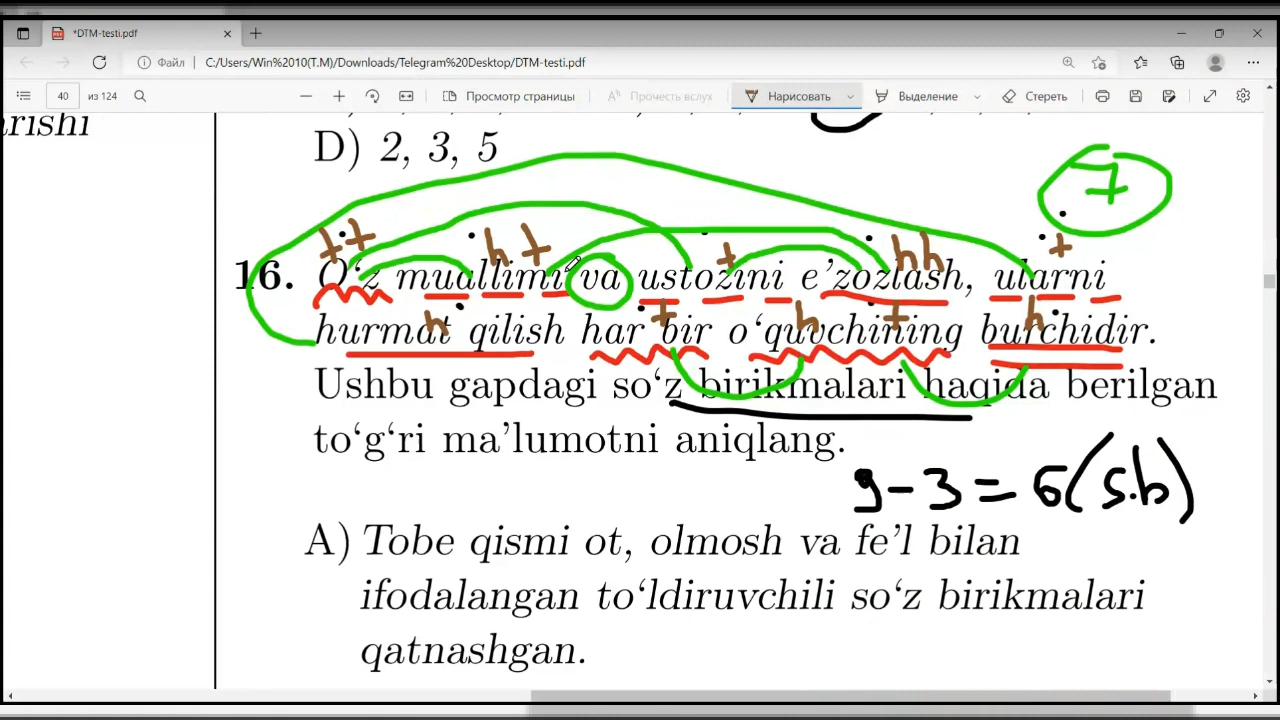 *DTM-testi.pdf
Файл C:/Users/Win%2010(T.M)/Downloads/Telegram%20Desktop/DTM-testi.pdf
40 из 124 Просмотр страницы Прочесть вслух Нарисовать Выделение Стереть
arishi
D) 2, 3, 5
7
t t h t t h h t
16. O‘z muallimi va ustozini e’zozlash, ularni
h t h t h
hurmat qilish har bir o‘quvchining burchidir.
Ushbu gapdagi so‘z birikmalari haqida berilgan
to‘g‘ri ma’lumotni aniqlang.
9-3=6(s.b)
A) Tobe qismi ot, olmosh va fe’l bilan
ifodalangan to‘ldiruvchili so‘z birikmalari
qatnashgan.